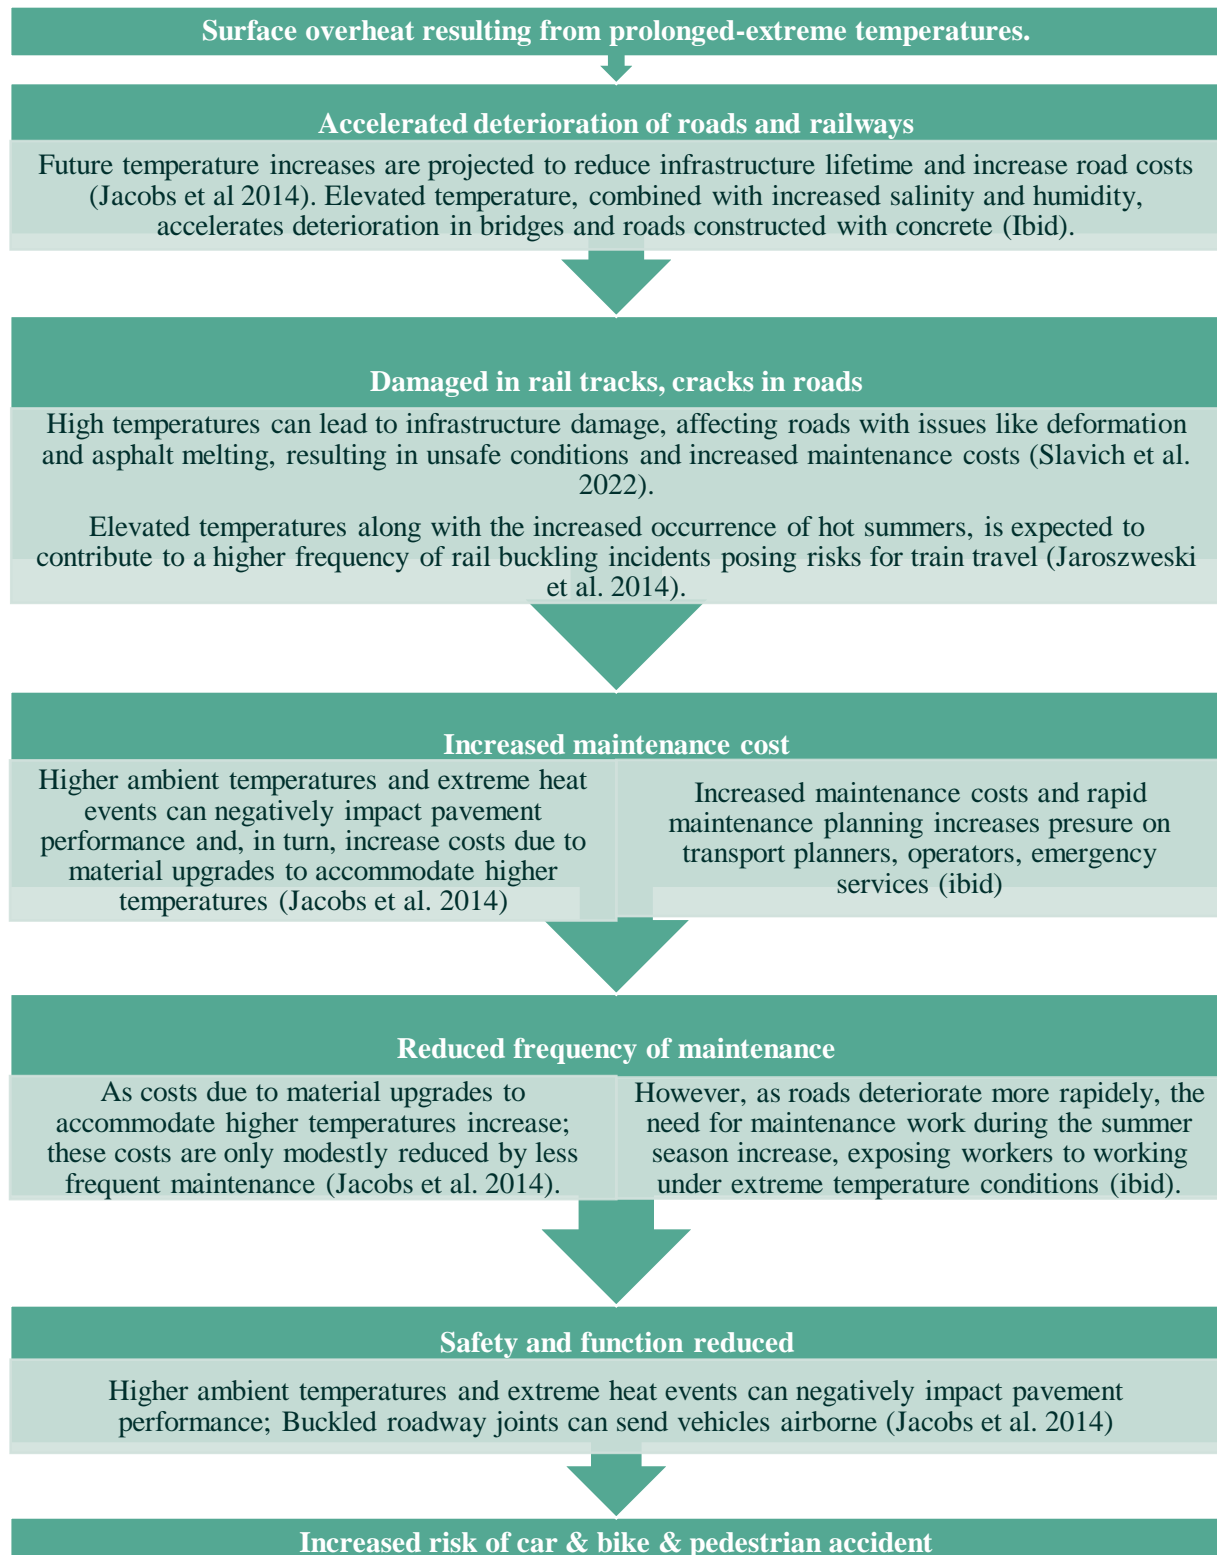 Surface overheat resulting from prolonged-extreme temperatures.
Accelerated deterioration of roads and railways
Future temperature increases are projected to reduce infrastructure lifetime and increase road costs
(Jacobs et al 2014). Elevated temperature, combined with increased salinity and humidity,
accelerates deterioration in bridges and roads constructed with concrete (Ibid).
Damaged in rail tracks, cracks in roads
High temperatures can lead to infrastructure damage, affecting roads with issues like deformation
and asphalt melting, resulting in unsafe conditions and increased maintenance costs (Slavich et al.
2022).
Elevated temperatures along with the increased occurrence of hot summers, is expected to
contribute to a higher frequency of rail buckling incidents posing risks for train travel (Jaroszweski
et al. 2014).
Increased maintenance cost
Higher ambient temperatures and extreme heat
events can negatively impact pavement
performance and, in turn, increase costs due to
material upgrades to accommodate higher
temperatures (Jacobs et al. 2014)
Increased maintenance costs and rapid
maintenance planning increases presure on
transport planners, operators, emergency
services (ibid)
Reduced frequency of maintenance
As costs due to material upgrades to
accommodate higher temperatures increase;
these costs are only modestly reduced by less
frequent maintenance (Jacobs et al. 2014).
However, as roads deteriorate more rapidly, the
need for maintenance work during the summer
season increase, exposing workers to working
under extreme temperature conditions (ibid).
Safety and function reduced
Higher ambient temperatures and extreme heat events can negatively impact pavement
performance; Buckled roadway joints can send vehicles airborne (Jacobs et al. 2014)
Increased risk of car & bike & pedestrian accident